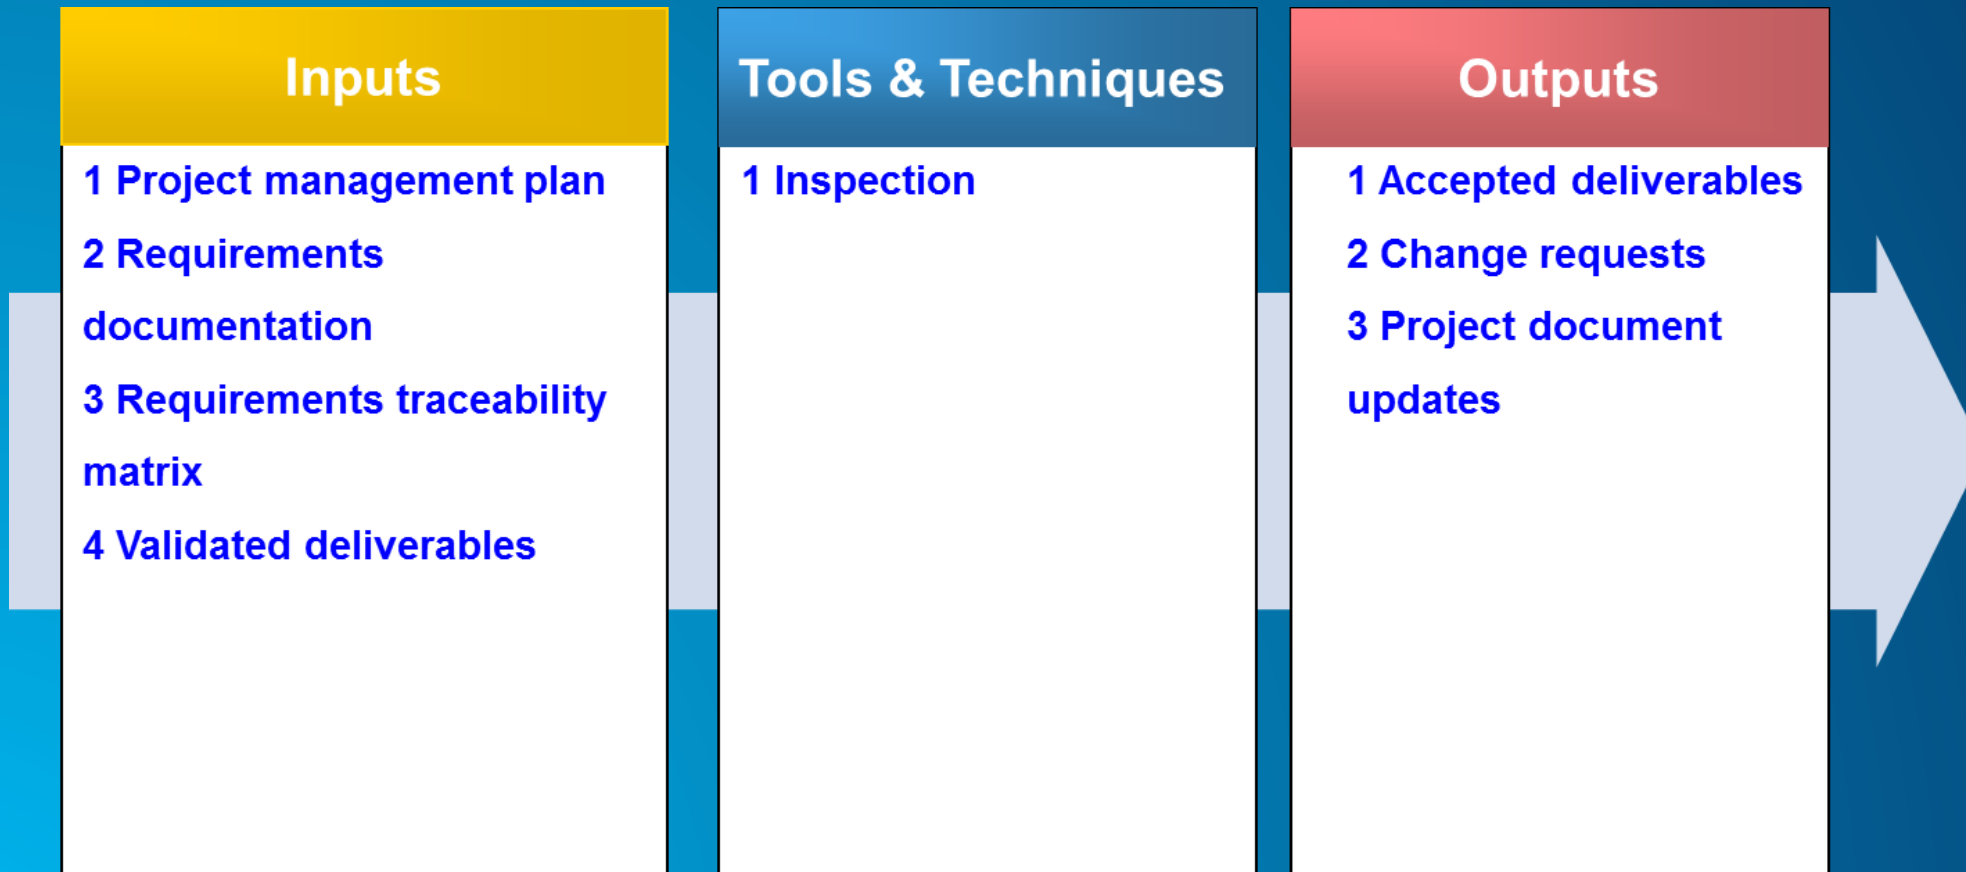 Inputs
1 Project management plan
2 Requirements
documentation
3 Requirements traceability
matrix
4 Validated deliverables
Tools & Techniques
1 Inspection
Outputs
1 Accepted deliverables
2 Change requests
3 Project document
updates